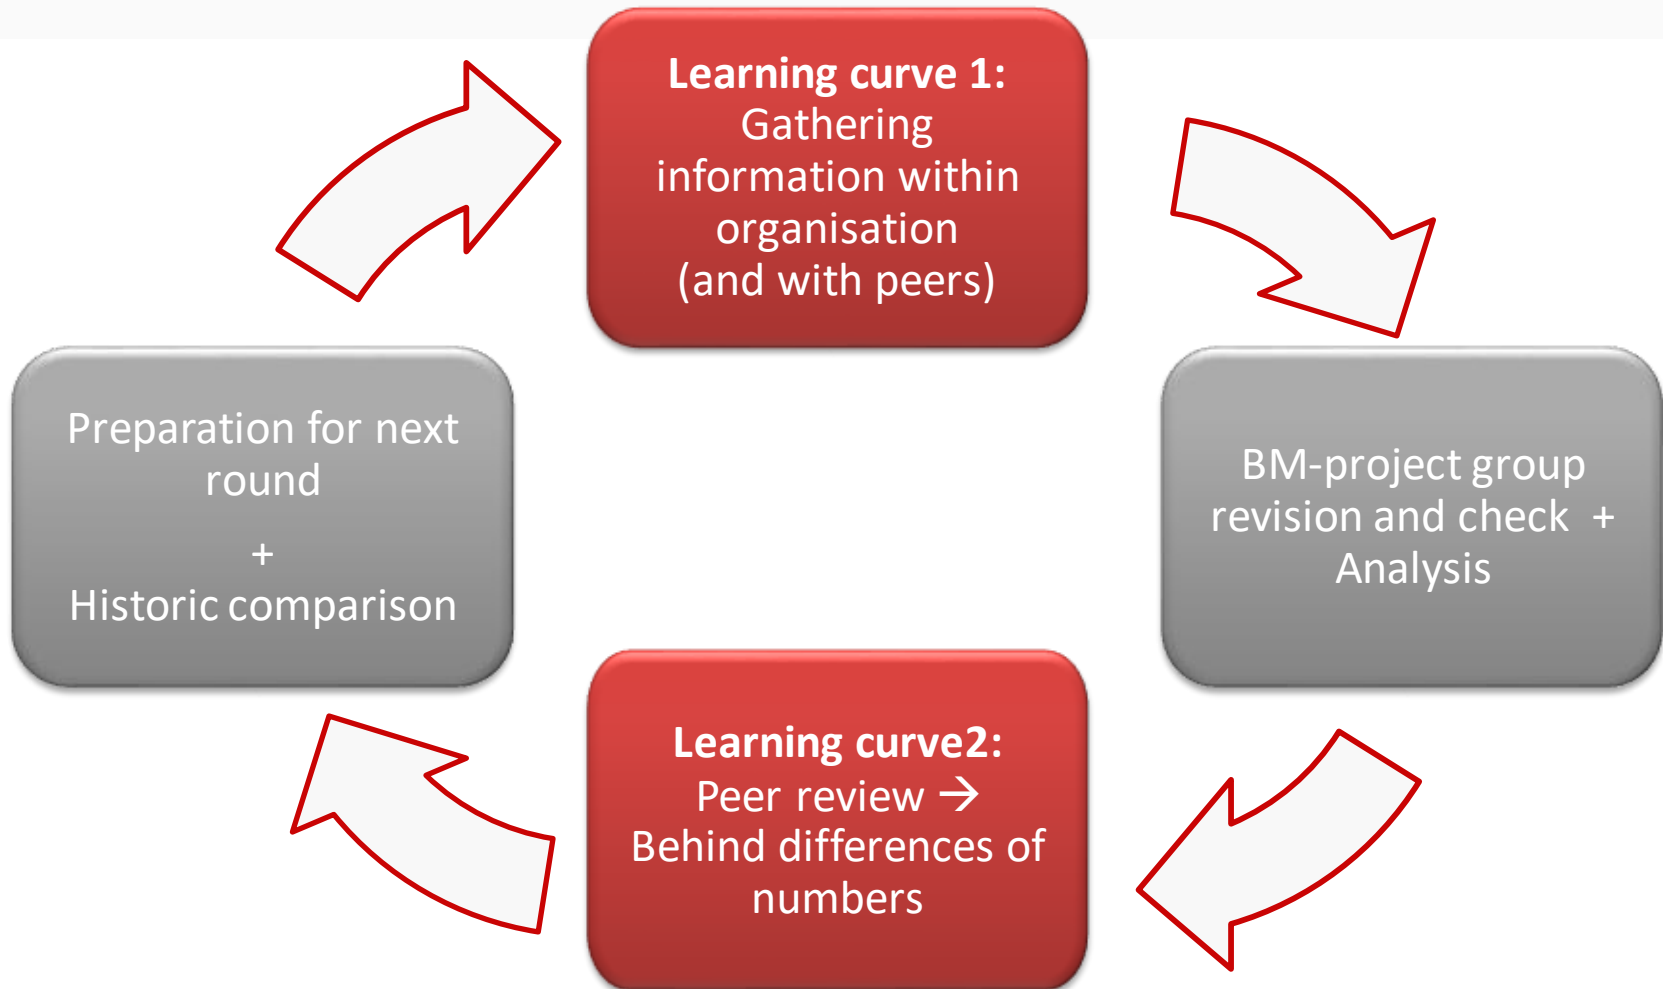 Learning curve 1:
Gathering
information within
organisation
(and with peers)
Preparation for next
round
+
Historic comparison
BM-project group
revision and check  +
Analysis
Learning curve2:
Peer review →
Behind differences of
numbers